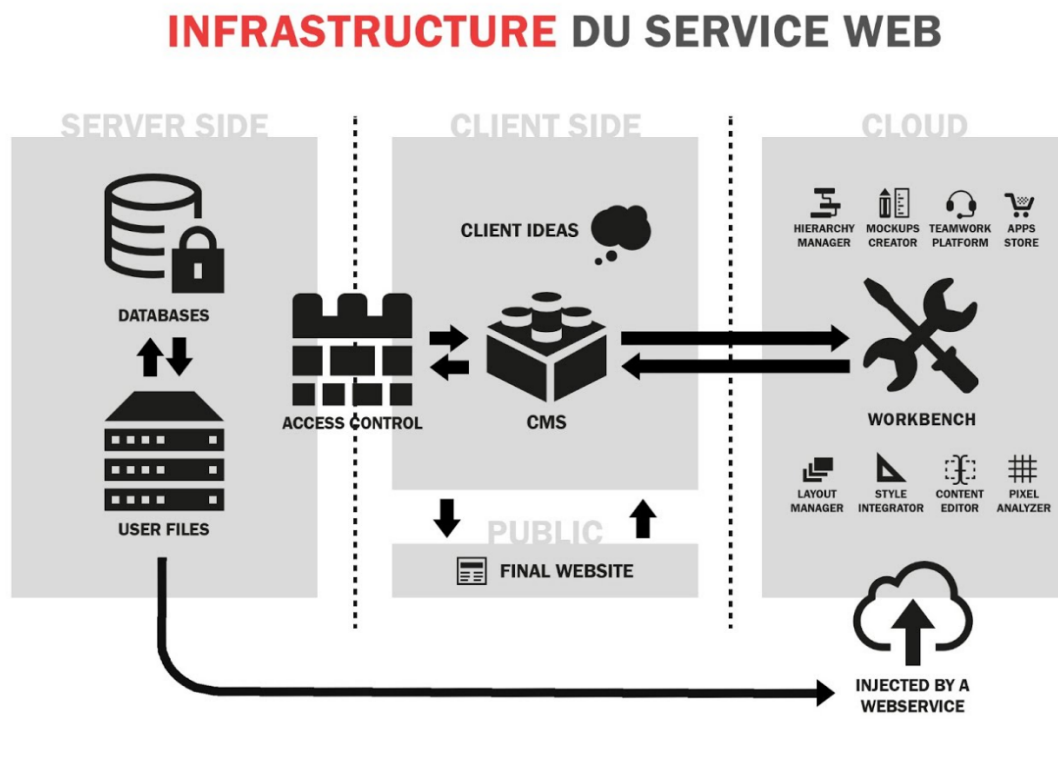 INFRASTRUCTURE DU SERVICE WEB
SERVER SIDE
DATABASES
USER FILES
ACCESS CONTROL
CLIENT SIDE
CLIENT IDEAS
CMS
PUBLIC
FINAL WEBSITE
CLOUD
HIERARCHY
MANAGER
MOCKUPS
CREATOR
TEAMWORK
PLATFORM
APPS
STORE
WORKBENCH
LAYOUT
MANAGER
STYLE
INTEGRATOR
CONTENT
EDITOR
PIXEL
ANALYZER
INJECTED BY A
WEBSERVICE